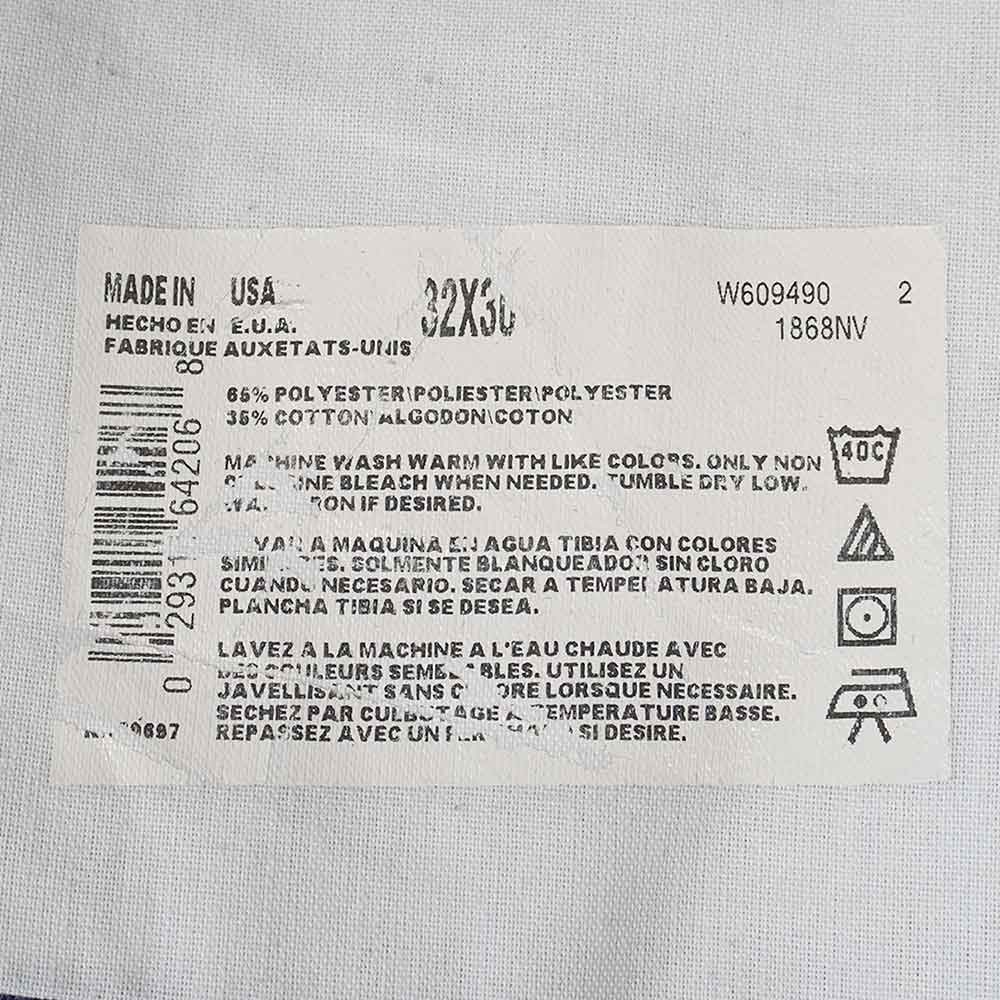 MADE IN USA 32X30 W609490 2
HECHO EN E.U.A. 1868NV
FABRIQUE AUXETATS-UNIS
65% POLYESTER\POLIESTER\POLYESTER
35% COTTON\ALGODON\COTON
MACHINE WASH WARM WITH LIKE COLORS. ONLY NON
BLEACH WHEN NEEDED. TUMBLE DRY LOW.
IRON IF DESIRED.
A MAQUINA EN AGUA TIBIA CON COLORES
SOLMENTE BLANQUEADOR SIN CLORO
CUANDO NECESARIO. SECAR A TEMPERATURA BAJA.
PLANCHA TIBIA SI SE DESEA.
LAVEZ A LA MACHINE A L'EAU CHAUDE AVEC
DES COULEURS SEMBLABLES. UTILISEZ UN
JAVELLISANT SANS LORSQUE NECESSAIRE.
SECHEZ PAR CULBUTAGE A TEMPERATURE BASSE.
REPASSEZ AVEC UN SI DESIRE.
40C
0 29311 64206 8